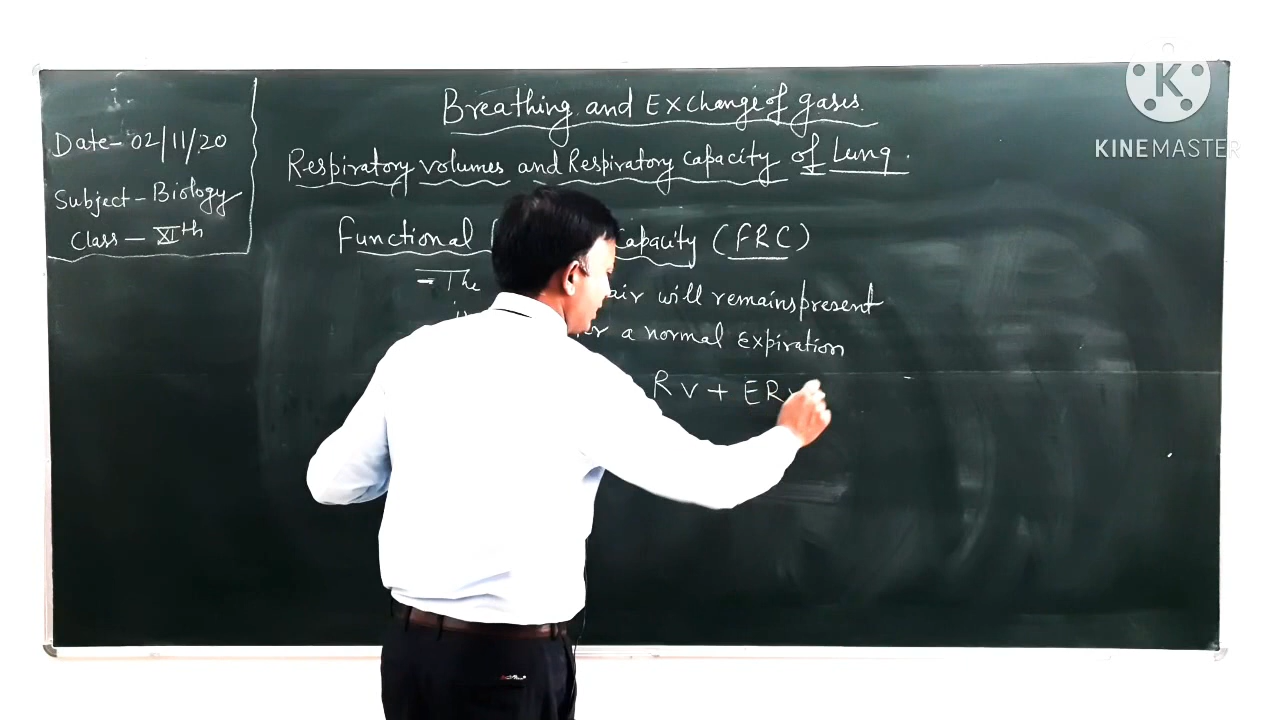 Breathing and Exchange of gases.
KINEMASTER
Date - 02/11/20
Subject - Biology
Class - XIth
Respiratory volumes and Respiratory Capacity of Lung.
Functional Capacity (FRC)
- The air will remains present
a normal Expiration
RV + ERV